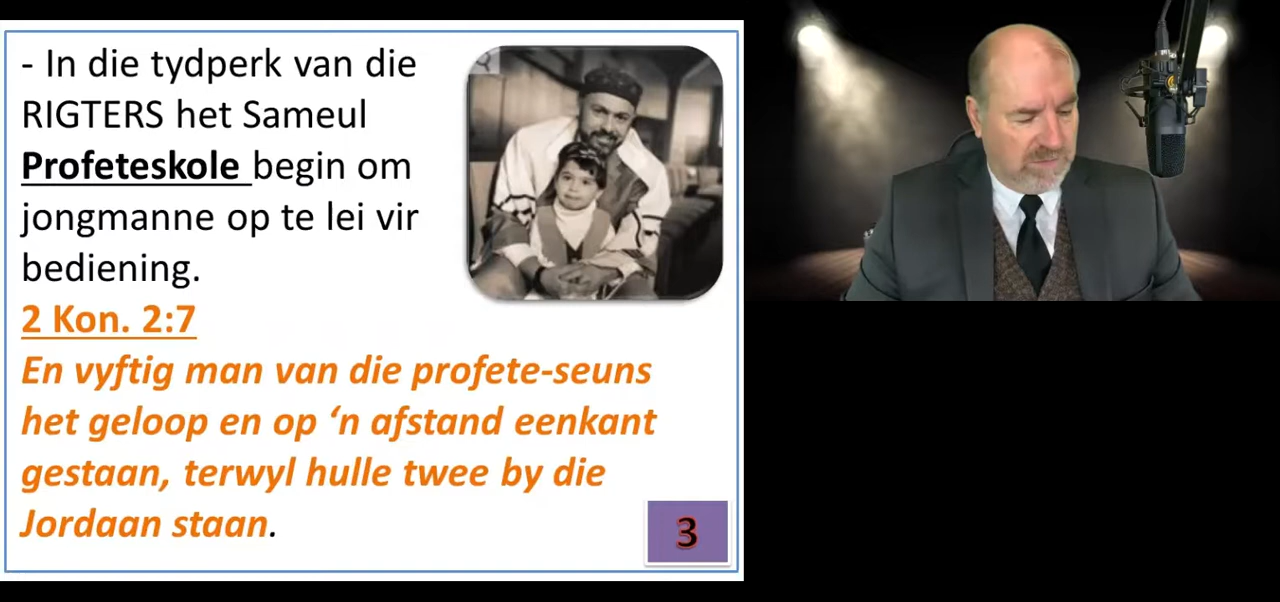 - In die tydperk van die
RIGTERS het Sameul
Profeteskole begin om
jongmanne op te lei vir
bediening.
2 Kon. 2:7
En vyftig man van die profete-seuns
het geloop en op ‘n afstand eenkant
gestaan, terwyl hulle twee by die
Jordaan staan.
3